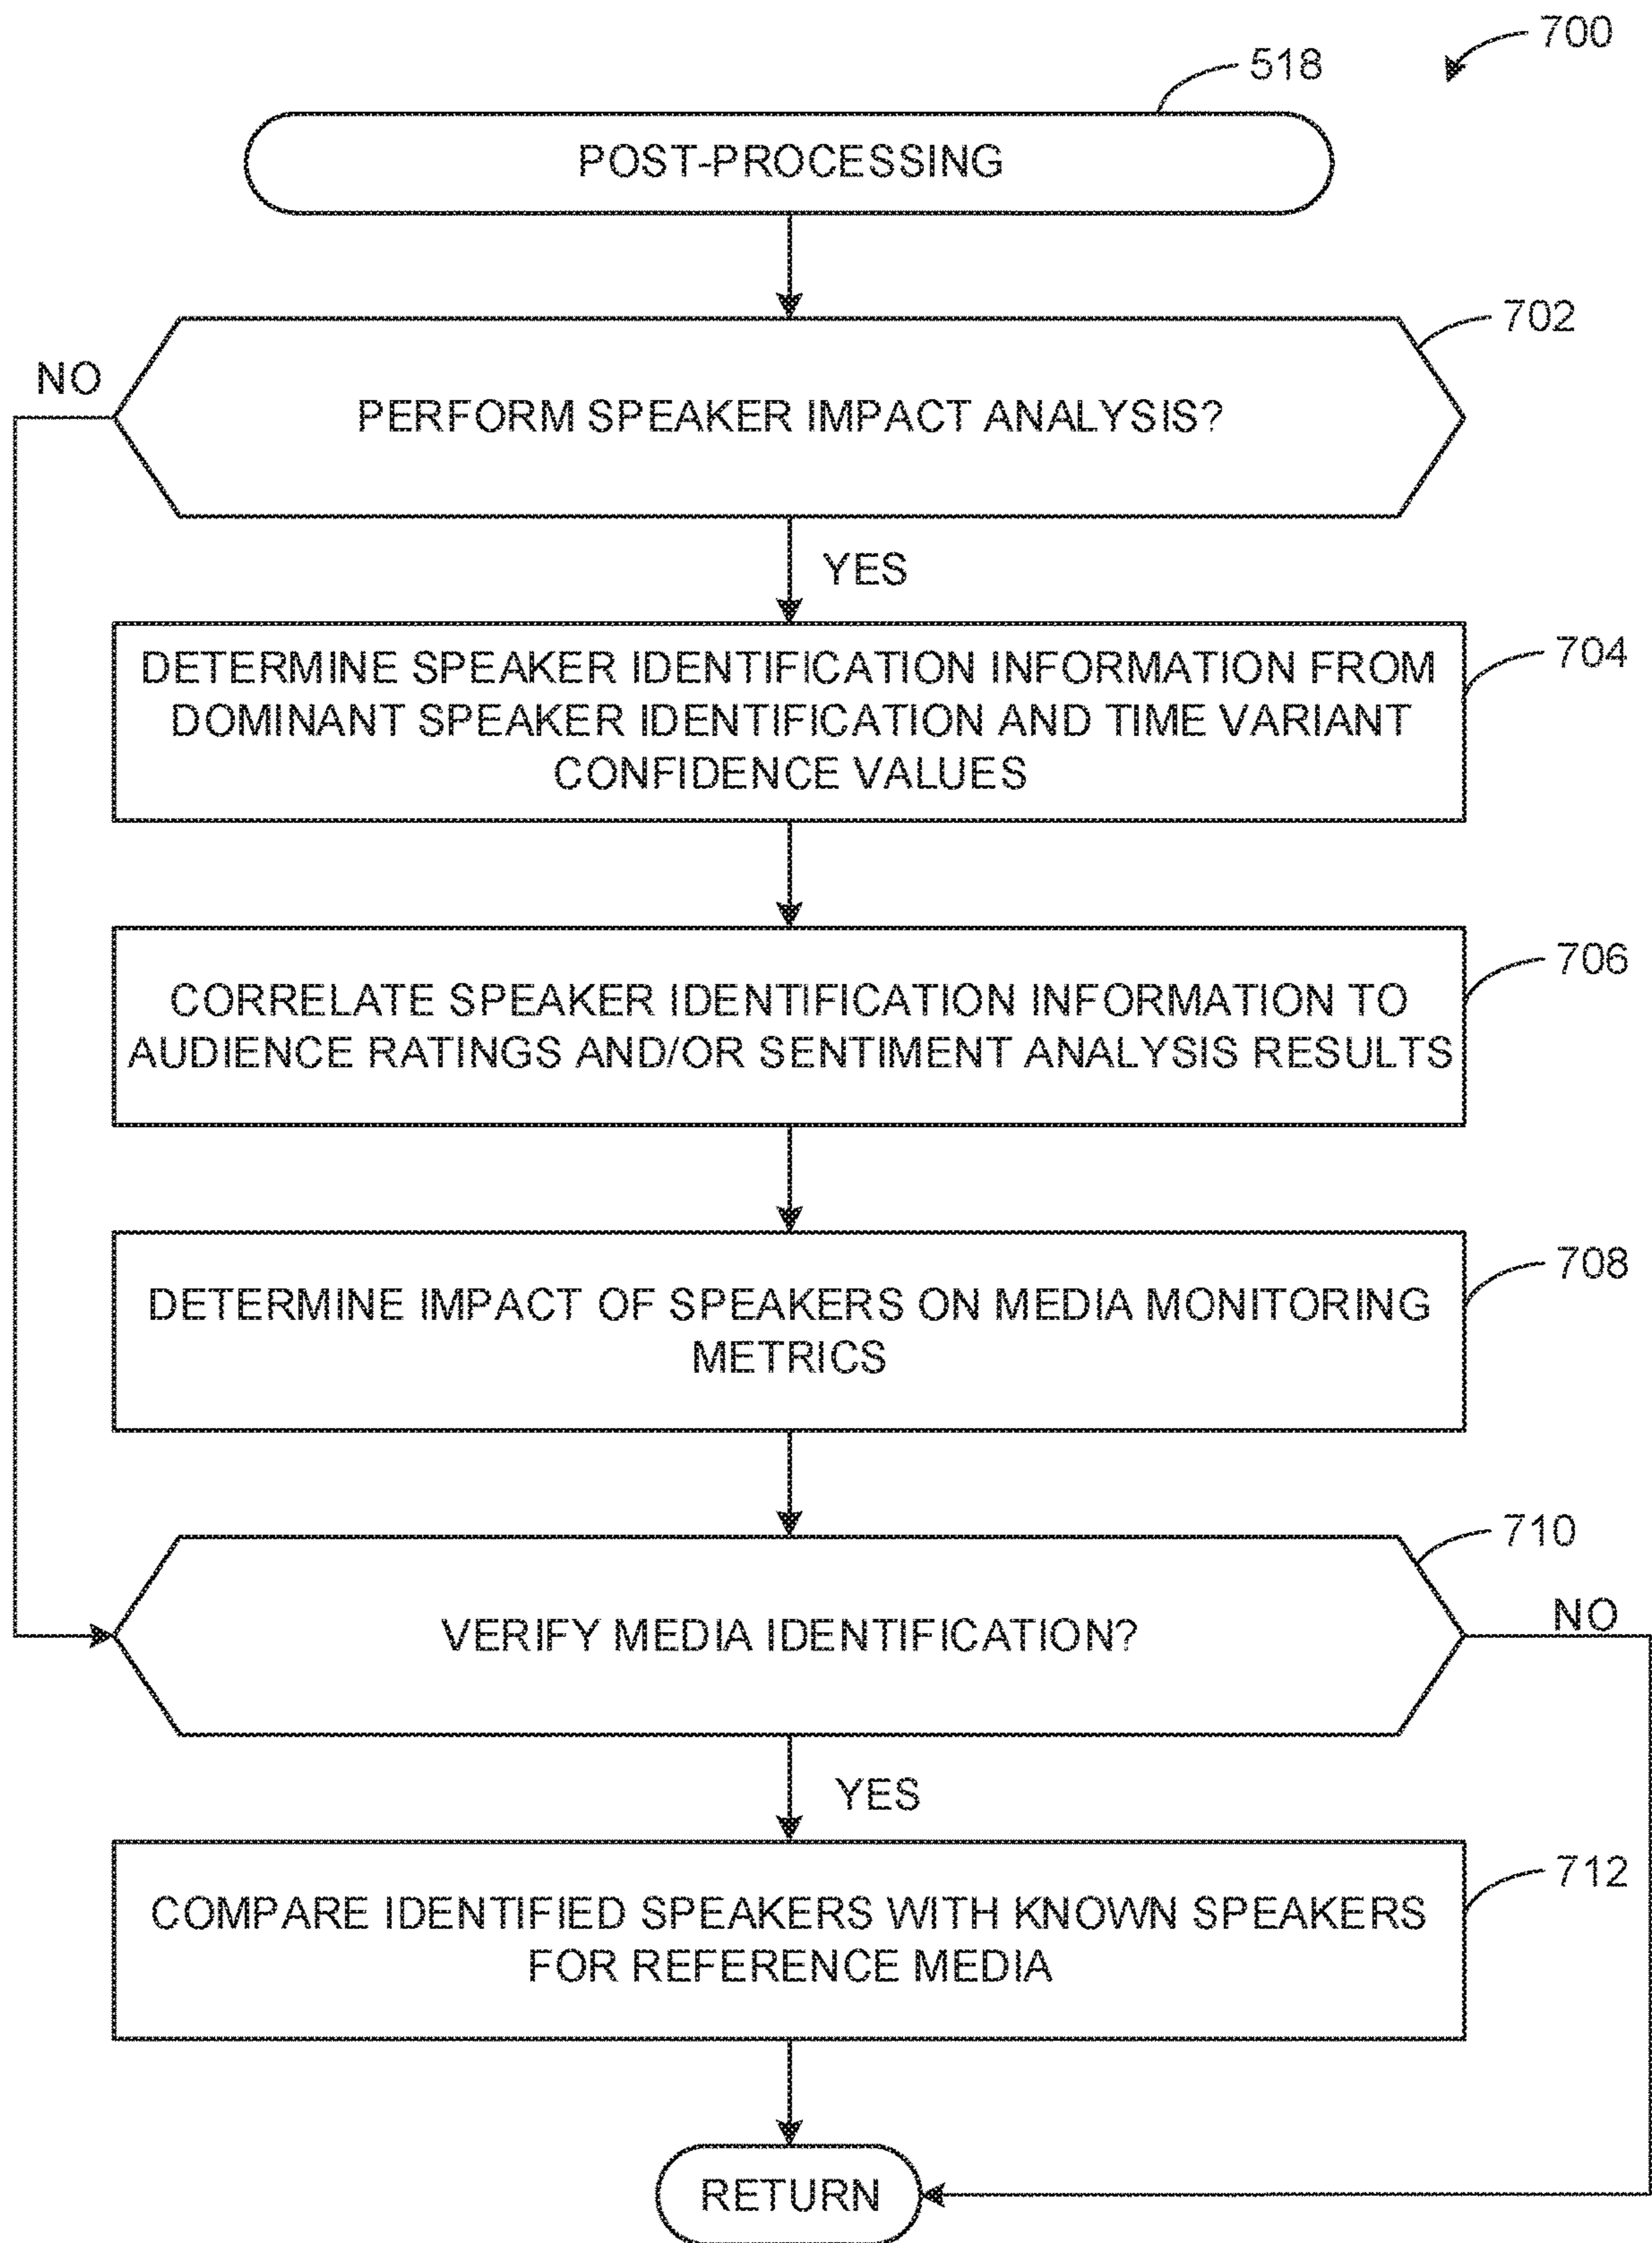 700
518
POST-PROCESSING
702
NO
PERFORM SPEAKER IMPACT ANALYSIS?
YES
704
DETERMINE SPEAKER IDENTIFICATION INFORMATION FROM
DOMINANT SPEAKER IDENTIFICATION AND TIME VARIANT
CONFIDENCE VALUES
706
CORRELATE SPEAKER IDENTIFICATION INFORMATION TO
AUDIENCE RATINGS AND/OR SENTIMENT ANALYSIS RESULTS
708
DETERMINE IMPACT OF SPEAKERS ON MEDIA MONITORING
METRICS
710
VERIFY MEDIA IDENTIFICATION?
NO
YES
712
COMPARE IDENTIFIED SPEAKERS WITH KNOWN SPEAKERS
FOR REFERENCE MEDIA
RETURN